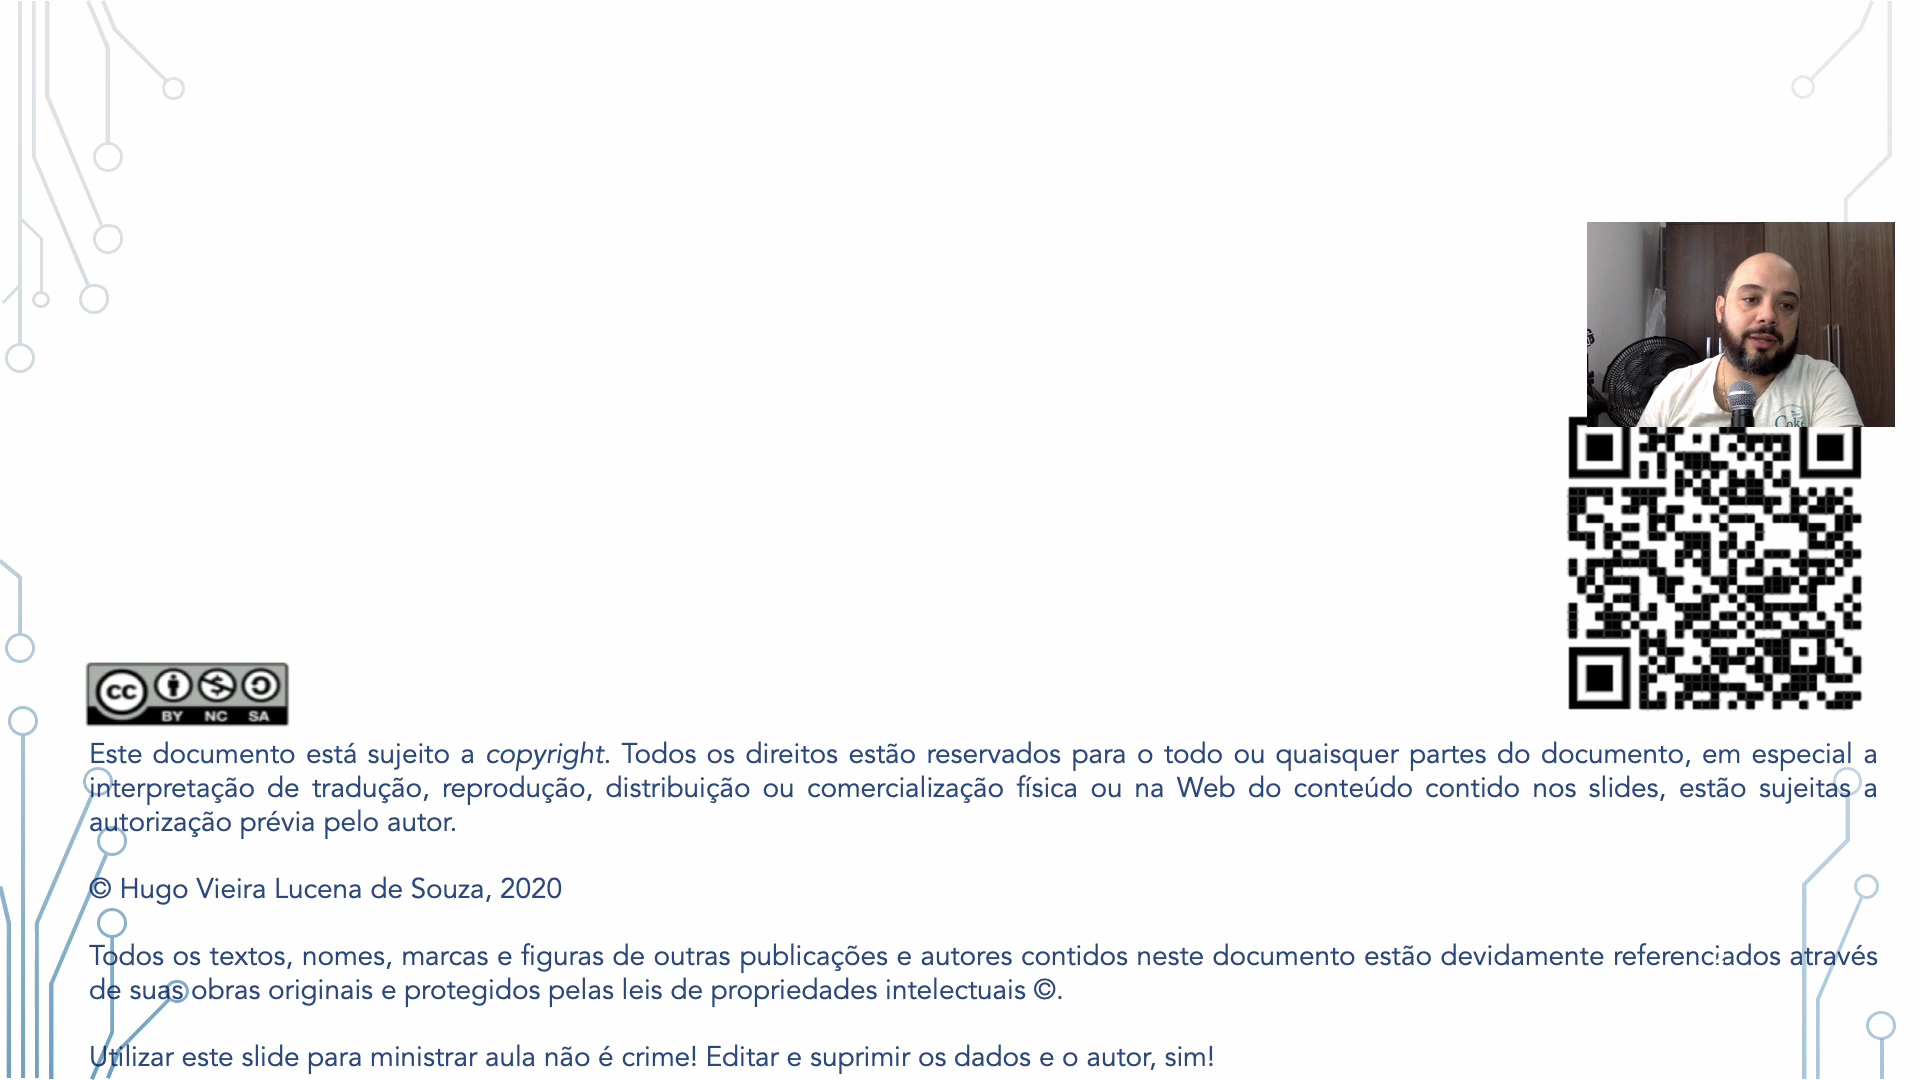 Coke
CC BY NC SA
Este documento está sujeito a copyright. Todos os direitos estão reservados para o todo ou quaisquer partes do documento, em especial a
interpretação de tradução, reprodução, distribuição ou comercialização física ou na Web do conteúdo contido nos slides, estão sujeitas a
autorização prévia pelo autor.
© Hugo Vieira Lucena de Souza, 2020
Todos os textos, nomes, marcas e figuras de outras publicações e autores contidos neste documento estão devidamente referenciados através
de suas obras originais e protegidos pelas leis de propriedades intelectuais ©.
Utilizar este slide para ministrar aula não é crime! Editar e suprimir os dados e o autor, sim!